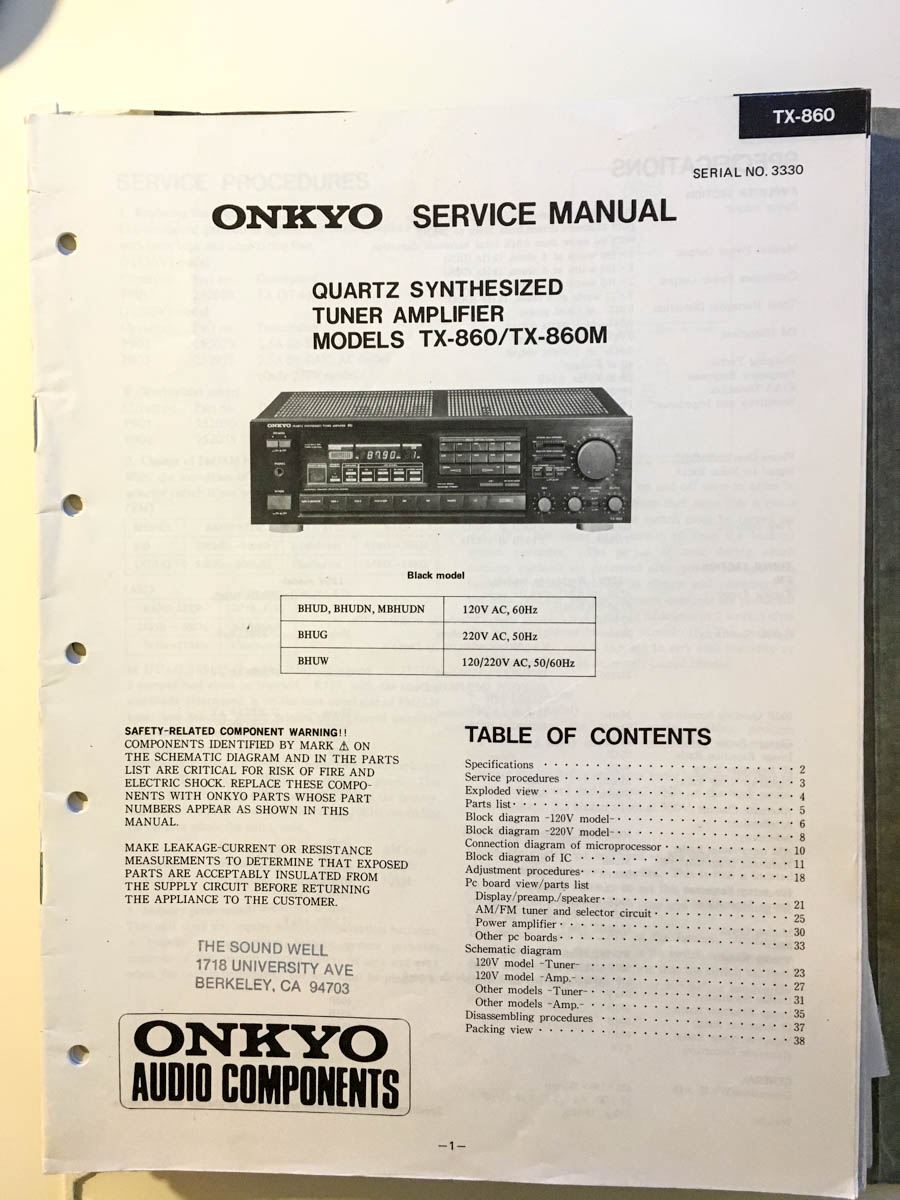 TX-860
SERIAL NO. 3330
ONKYO SERVICE MANUAL
QUARTZ SYNTHESIZED
TUNER AMPLIFIER
MODELS TX-860/TX-860M
ONKYO
87.90
Black model
BHUD, BHUDN, MBHUDN 120V AC, 60Hz
BHUG 220V AC, 50Hz
BHUW 120/220V AC, 50/60Hz
SAFETY-RELATED COMPONENT WARNING!!
COMPONENTS IDENTIFIED BY MARK ⚠ ON
THE SCHEMATIC DIAGRAM AND IN THE PARTS
LIST ARE CRITICAL FOR RISK OF FIRE AND
ELECTRIC SHOCK. REPLACE THESE COMPO-
NENTS WITH ONKYO PARTS WHOSE PART
NUMBERS APPEAR AS SHOWN IN THIS
MANUAL.
MAKE LEAKAGE-CURRENT OR RESISTANCE
MEASUREMENTS TO DETERMINE THAT EXPOSED
PARTS ARE ACCEPTABLY INSULATED FROM
THE SUPPLY CIRCUIT BEFORE RETURNING
THE APPLIANCE TO THE CUSTOMER.
THE SOUND WELL
1718 UNIVERSITY AVE
BERKELEY, CA 94703
ONKYO
AUDIO COMPONENTS
TABLE OF CONTENTS
Specifications 2
Service procedures 3
Exploded view 4
Parts list 5
Block diagram -120V model- 6
Block diagram -220V model- 8
Connection diagram of microprocessor 10
Block diagram of IC 11
Adjustment procedures 18
Pc board view/parts list
Display/preamp./speaker 21
AM/FM tuner and selector circuit 25
Power amplifier 30
Other pc boards 33
Schematic diagram
120V model -Tuner- 23
120V model -Amp.- 27
Other models -Tuner- 31
Other models -Amp.- 35
Disassembling procedures 37
Packing view 38
-1-